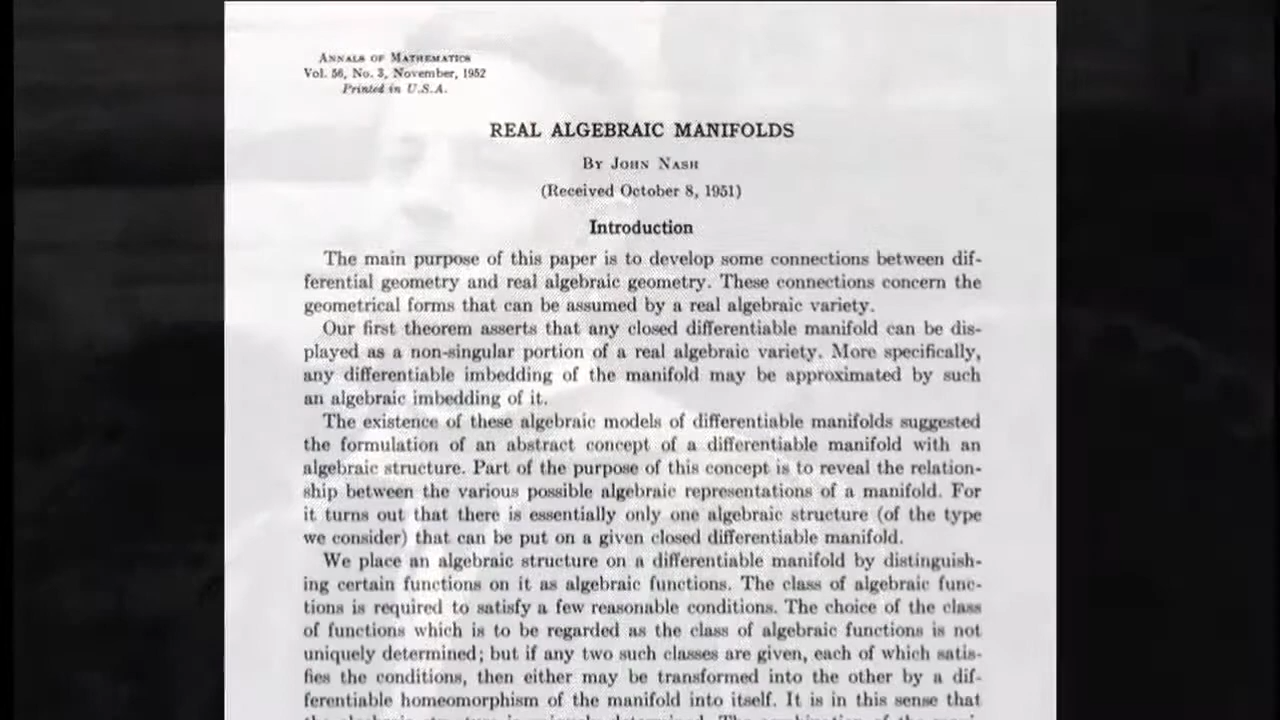 ANNALS OF MATHEMATICS
Vol. 56, No. 3, November, 1952
Printed in U.S.A.
REAL ALGEBRAIC MANIFOLDS
BY JOHN NASH
(Received October 8, 1951)
Introduction
The main purpose of this paper is to develop some connections between dif-
ferential geometry and real algebraic geometry. These connections concern the
geometrical forms that can be assumed by a real algebraic variety.
Our first theorem asserts that any closed differentiable manifold can be dis-
played as a non-singular portion of a real algebraic variety. More specifically,
any differentiable imbedding of the manifold may be approximated by such
an algebraic imbedding of it.
The existence of these algebraic models of differentiable manifolds suggested
the formulation of an abstract concept of a differentiable manifold with an
algebraic structure. Part of the purpose of this concept is to reveal the relation-
ship between the various possible algebraic representations of a manifold. For
it turns out that there is essentially only one algebraic structure (of the type
we consider) that can be put on a given closed differentiable manifold.
We place an algebraic structure on a differentiable manifold by distinguish-
ing certain functions on it as algebraic functions. The class of algebraic func-
tions is required to satisfy a few reasonable conditions. The choice of the class
of functions which is to be regarded as the class of algebraic functions is not
uniquely determined; but if any two such classes are given, each of which satis-
fies the conditions, then either may be transformed into the other by a dif-
ferentiable homeomorphism of the manifold into itself. It is in this sense that